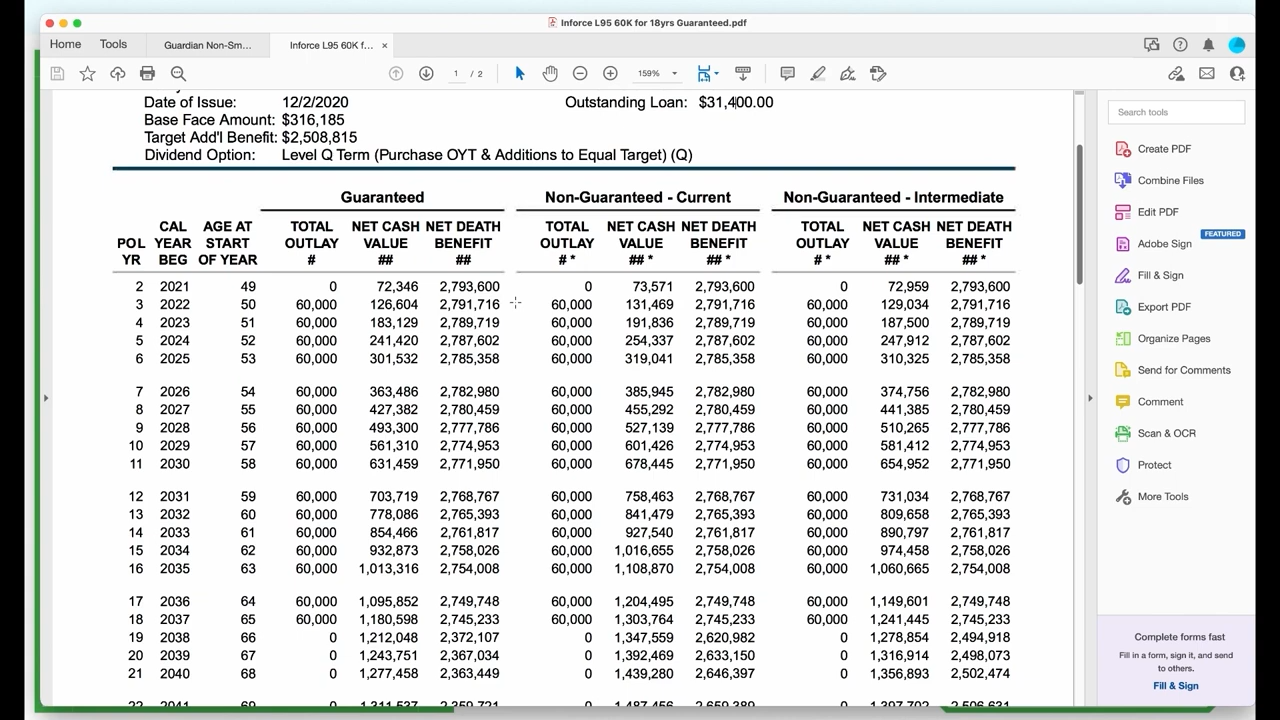 Inforce L95 60K for 18yrs Guaranteed.pdf
Home Tools Guardian Non-Sm... Inforce L95 60K f... ×
1 / 2 159%
Date of Issue: 12/2/2020 Outstanding Loan: $31,400.00
Base Face Amount: $316,185
Target Add'l Benefit: $2,508,815
Dividend Option: Level Q Term (Purchase OYT & Additions to Equal Target) (Q)
Guaranteed Non-Guaranteed - Current Non-Guaranteed - Intermediate
CAL AGE AT TOTAL NET CASH NET DEATH TOTAL NET CASH NET DEATH TOTAL NET CASH NET DEATH
POL YEAR START OUTLAY VALUE BENEFIT OUTLAY VALUE BENEFIT OUTLAY VALUE BENEFIT
YR BEG OF YEAR # ## ## # * ## * ## * # * ## * ## *
2 2021 49 0 72,346 2,793,600 0 73,571 2,793,600 0 72,959 2,793,600
3 2022 50 60,000 126,604 2,791,716 60,000 131,469 2,791,716 60,000 129,034 2,791,716
4 2023 51 60,000 183,129 2,789,719 60,000 191,836 2,789,719 60,000 187,500 2,789,719
5 2024 52 60,000 241,420 2,787,602 60,000 254,337 2,787,602 60,000 247,912 2,787,602
6 2025 53 60,000 301,532 2,785,358 60,000 319,041 2,785,358 60,000 310,325 2,785,358
7 2026 54 60,000 363,486 2,782,980 60,000 385,945 2,782,980 60,000 374,756 2,782,980
8 2027 55 60,000 427,382 2,780,459 60,000 455,292 2,780,459 60,000 441,385 2,780,459
9 2028 56 60,000 493,300 2,777,786 60,000 527,139 2,777,786 60,000 510,265 2,777,786
10 2029 57 60,000 561,310 2,774,953 60,000 601,426 2,774,953 60,000 581,412 2,774,953
11 2030 58 60,000 631,459 2,771,950 60,000 678,445 2,771,950 60,000 654,952 2,771,950
12 2031 59 60,000 703,719 2,768,767 60,000 758,463 2,768,767 60,000 731,034 2,768,767
13 2032 60 60,000 778,086 2,765,393 60,000 841,479 2,765,393 60,000 809,658 2,765,393
14 2033 61 60,000 854,466 2,761,817 60,000 927,540 2,761,817 60,000 890,797 2,761,817
15 2034 62 60,000 932,873 2,758,026 60,000 1,016,655 2,758,026 60,000 974,458 2,758,026
16 2035 63 60,000 1,013,316 2,754,008 60,000 1,108,870 2,754,008 60,000 1,060,665 2,754,008
17 2036 64 60,000 1,095,852 2,749,748 60,000 1,204,495 2,749,748 60,000 1,149,601 2,749,748
18 2037 65 60,000 1,180,598 2,745,233 60,000 1,303,764 2,745,233 60,000 1,241,445 2,745,233
19 2038 66 0 1,212,048 2,372,107 0 1,347,559 2,620,982 0 1,278,854 2,494,918
20 2039 67 0 1,243,751 2,367,034 0 1,392,469 2,633,150 0 1,316,914 2,498,073
21 2040 68 0 1,277,458 2,363,449 0 1,439,280 2,646,397 0 1,356,893 2,502,474
Search tools
Create PDF
Combine Files
Edit PDF
FEATURED
Adobe Sign
Fill & Sign
Export PDF
Organize Pages
Send for Comments
Comment
Scan & OCR
Protect
More Tools
Complete forms fast
Fill in a form, sign it, and send
to others.
Fill & Sign